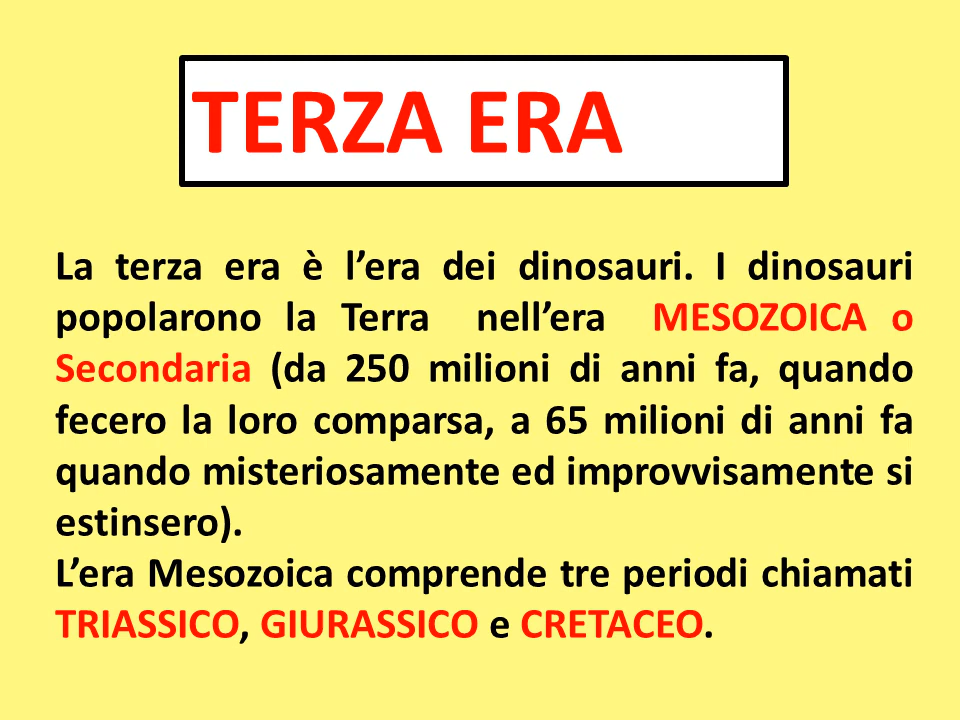 TERZA ERA
La terza era è l’era dei dinosauri. I dinosauri
popolarono la Terra nell’era MESOZOICA o
Secondaria (da 250 milioni di anni fa, quando
fecero la loro comparsa, a 65 milioni di anni fa
quando misteriosamente ed improvvisamente si
estinsero).
L’era Mesozoica comprende tre periodi chiamati
TRIASSICO, GIURASSICO e CRETACEO.